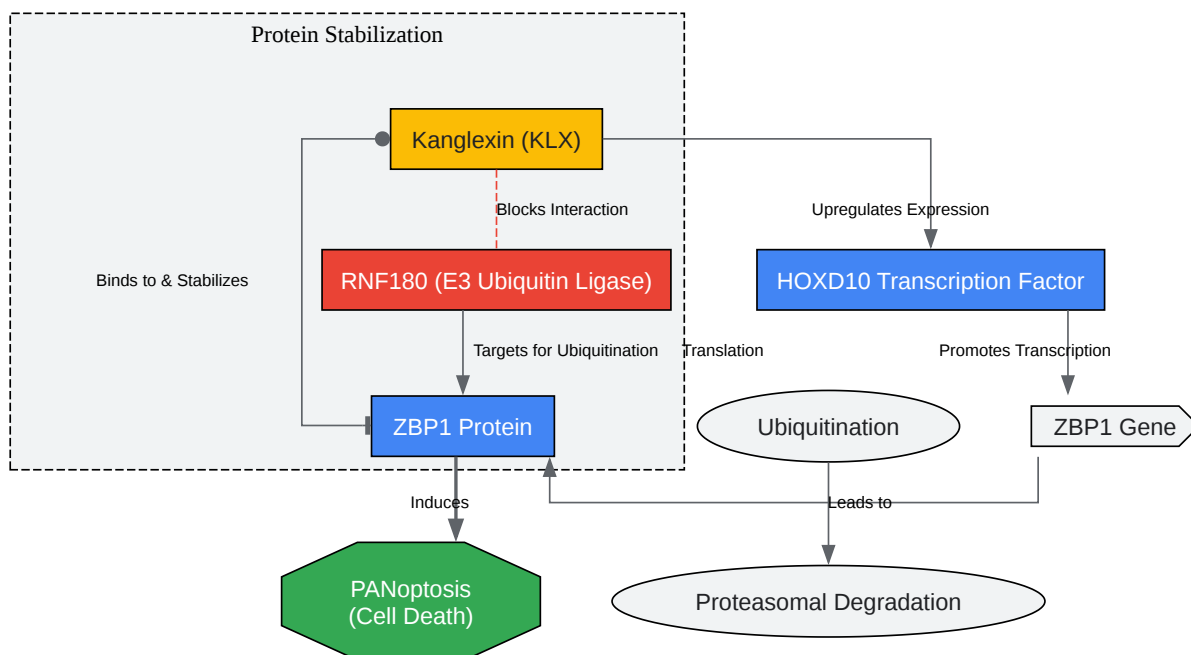 Protein Stabilization
Kanglexin (KLX)
Blocks Interaction
Upregulates Expression
Binds to & Stabilizes
RNF180 (E3 Ubiquitin Ligase)
HOXD10 Transcription Factor
Targets for Ubiquitination
Translation
Promotes Transcription
ZBP1 Protein
Ubiquitination
ZBP1 Gene
Induces
Leads to
PANoptosis
(Cell Death)
Proteasomal Degradation